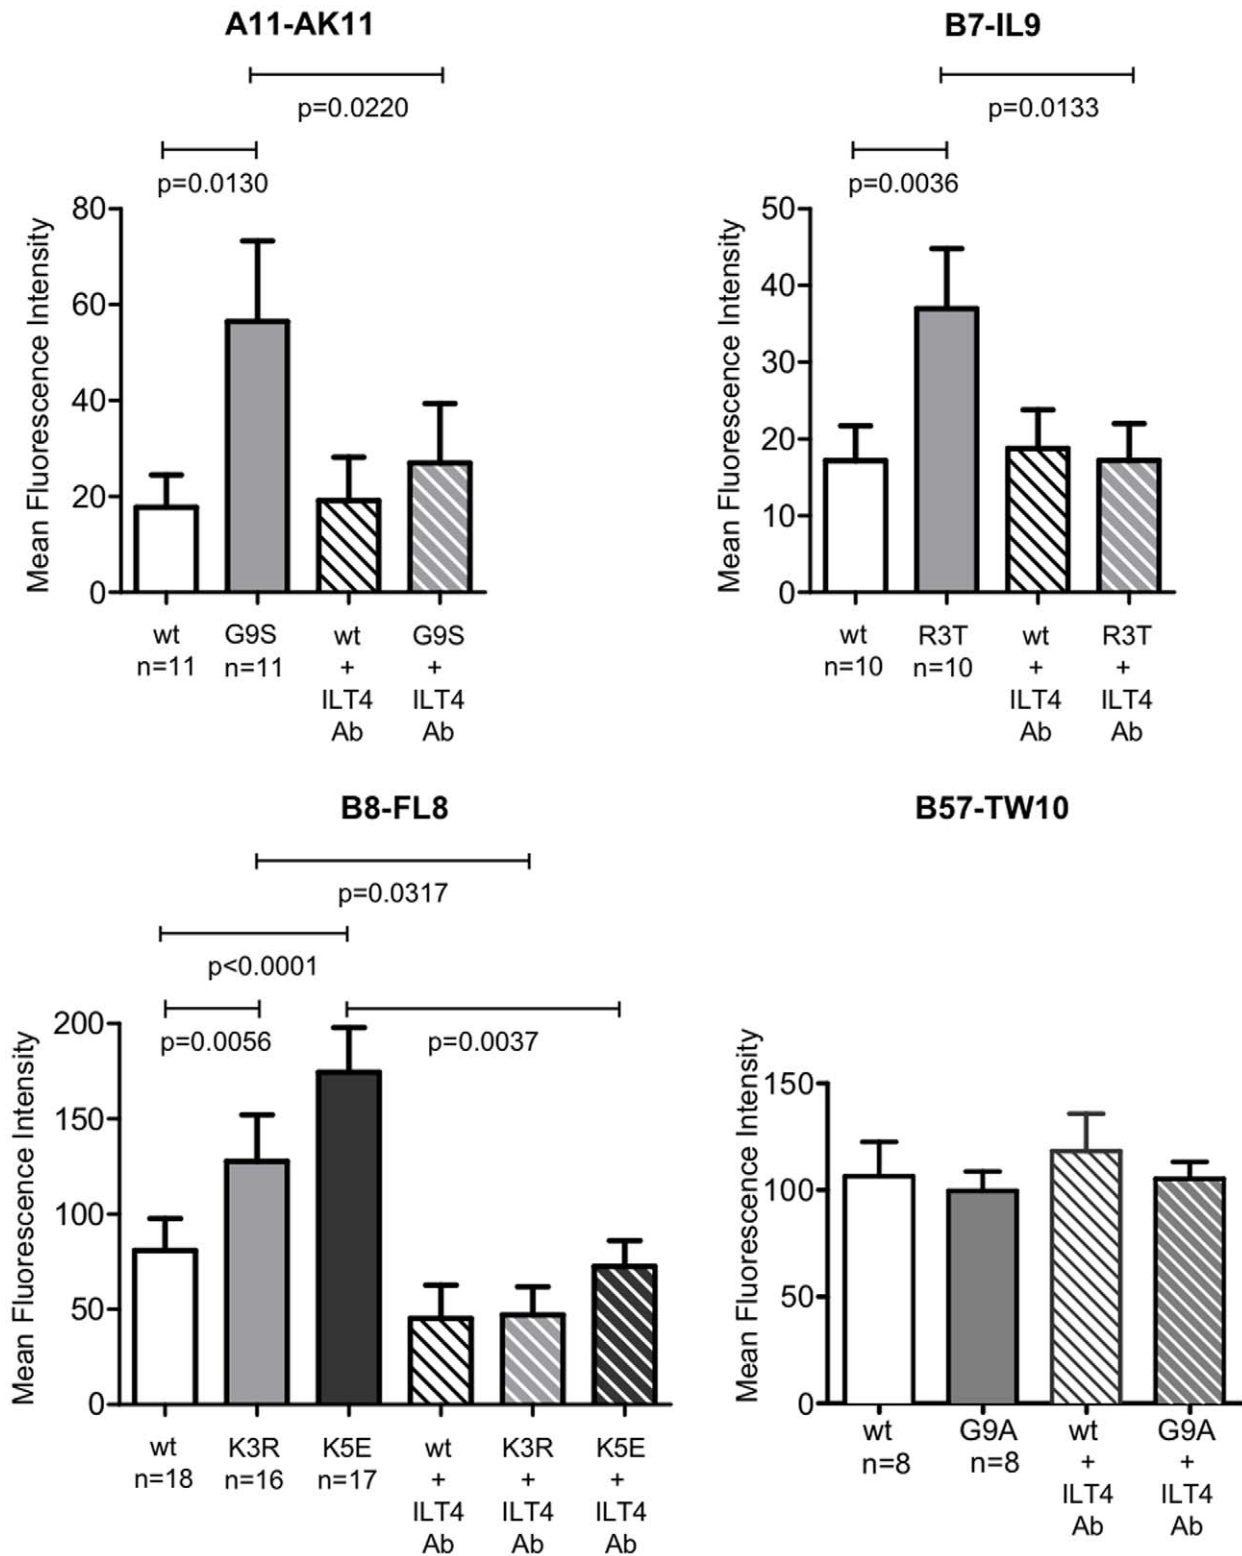 A11-AK11
p=0.0220
p=0.0130
Mean Fluorescence Intensity
80
60
40
20
0
wt G9S wt G9S
n=11 n=11 + +
ILT4 ILT4
Ab Ab
B7-IL9
p=0.0133
p=0.0036
Mean Fluorescence Intensity
50
40
30
20
10
0
wt R3T wt R3T
n=10 n=10 + +
ILT4 ILT4
Ab Ab
B8-FL8
p=0.0317
p<0.0001
p=0.0056 p=0.0037
Mean Fluorescence Intensity
200
150
100
50
0
wt K3R K5E wt K3R K5E
n=18 n=16 n=17 + + +
ILT4 ILT4 ILT4
Ab Ab Ab
B57-TW10
Mean Fluorescence Intensity
150
100
50
0
wt G9A wt G9A
n=8 n=8 + +
ILT4 ILT4
Ab Ab